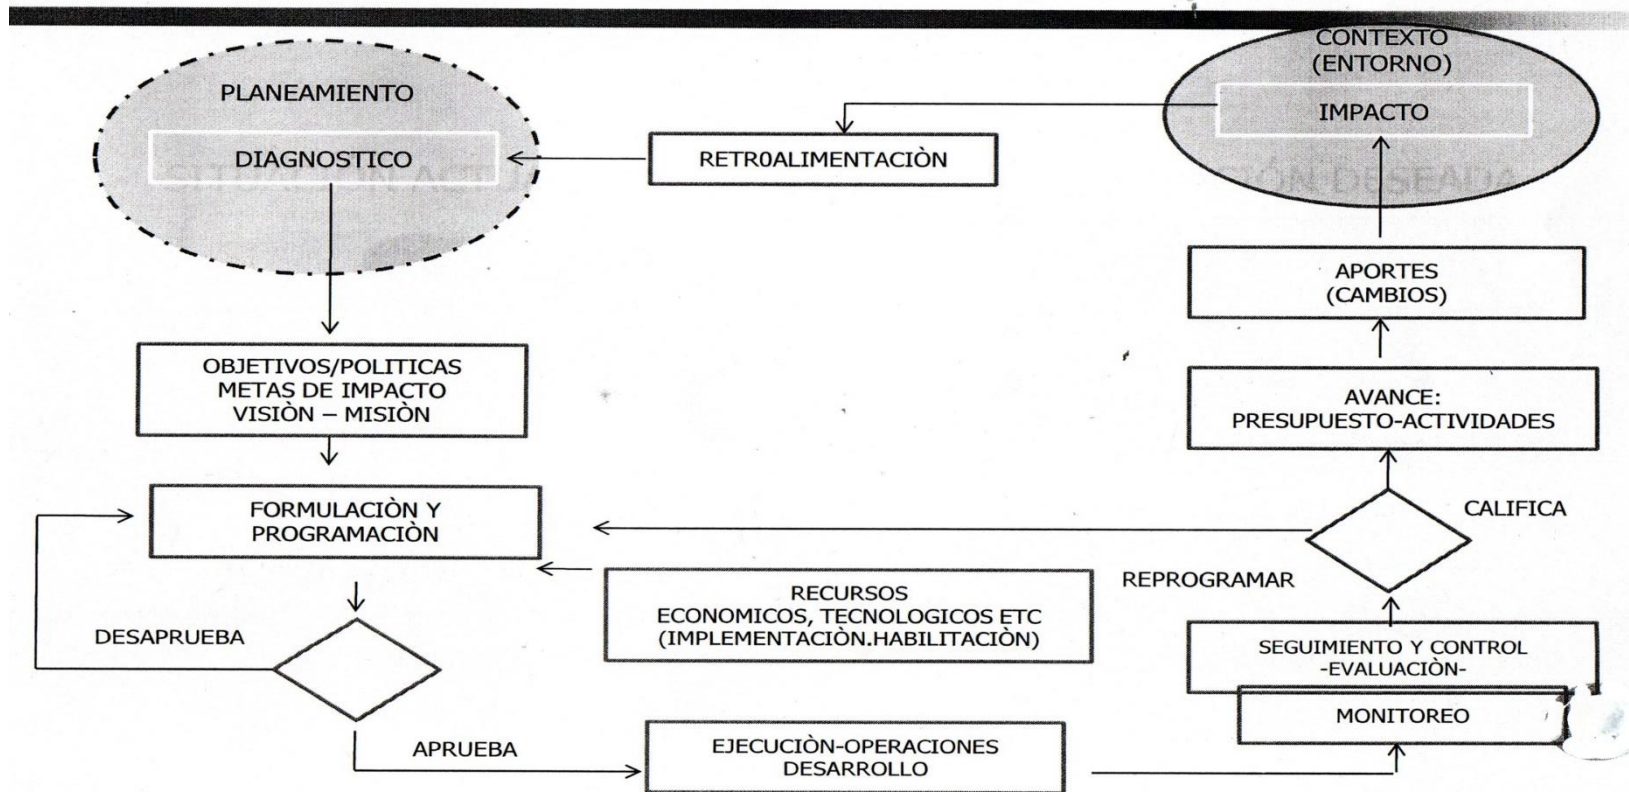 CONTEXTO
(ENTORNO)
PLANEAMIENTO
IMPACTO
DIAGNOSTICO
RETR0ALIMENTACIÒN
APORTES
(CAMBIOS)
OBJETIVOS/POLITICAS
METAS DE IMPACTO
VISIÒN – MISIÒN
AVANCE:
PRESUPUESTO-ACTIVIDADES
FORMULACIÒN Y
PROGRAMACIÒN
CALIFICA
REPROGRAMAR
RECURSOS
ECONOMICOS, TECNOLOGICOS ETC
(IMPLEMENTACIÒN.HABILITACIÒN)
DESAPRUEBA
SEGUIMIENTO Y CONTROL
-EVALUACIÒN-
MONITOREO
APRUEBA
EJECUCIÒN-OPERACIONES
DESARROLLO